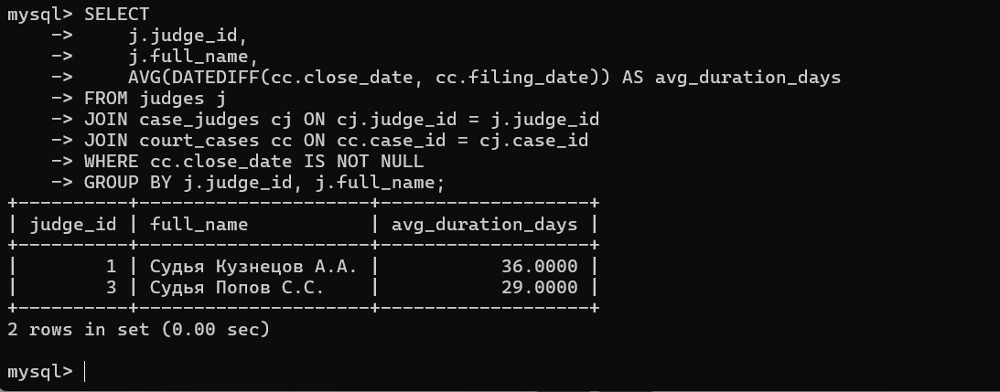 mysql> SELECT
    ->     j.judge_id,
    ->     j.full_name,
    ->     AVG(DATEDIFF(cc.close_date, cc.filing_date)) AS avg_duration_days
    -> FROM judges j
    -> JOIN case_judges cj ON cj.judge_id = j.judge_id
    -> JOIN court_cases cc ON cc.case_id = cj.case_id
    -> WHERE cc.close_date IS NOT NULL
    -> GROUP BY j.judge_id, j.full_name;
+----------+---------------------+-------------------+
| judge_id | full_name           | avg_duration_days |
+----------+---------------------+-------------------+
|        1 | Судья Кузнецов А.А. |           36.0000 |
|        3 | Судья Попов С.С.    |           29.0000 |
+----------+---------------------+-------------------+
2 rows in set (0.00 sec)

mysql>